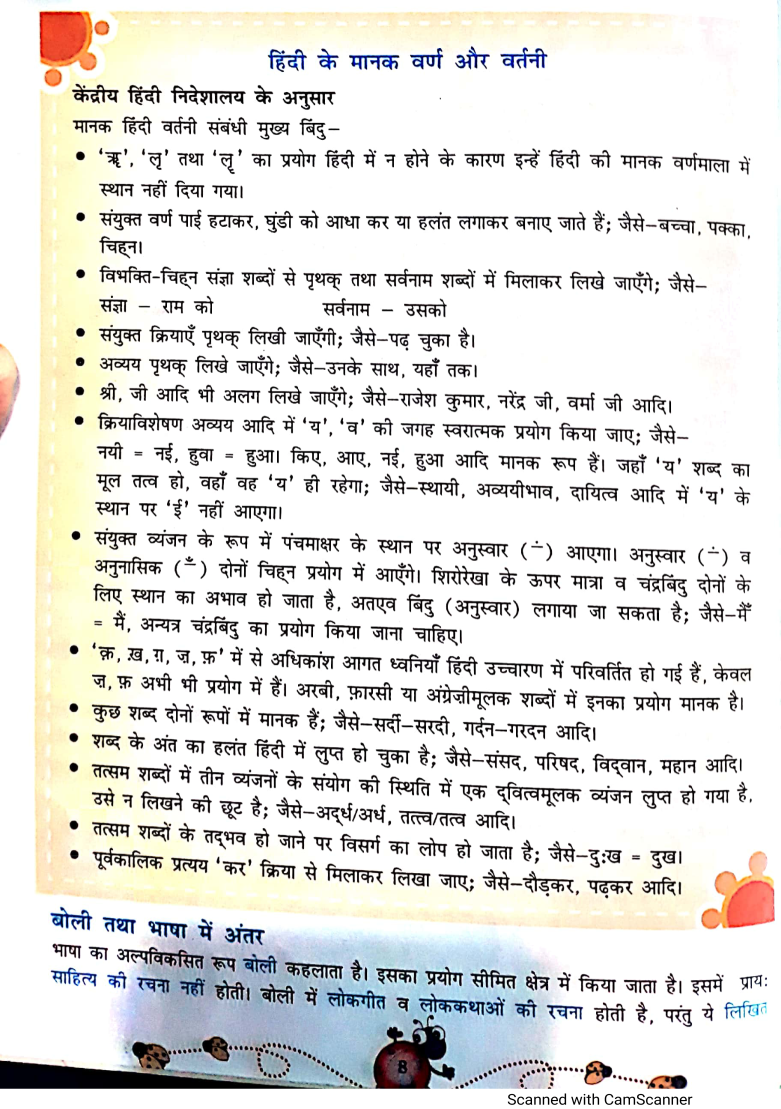 हिंदी के मानक वर्ण और वर्तनी
केंद्रीय हिंदी निदेशालय के अनुसार
मानक हिंदी वर्तनी संबंधी मुख्य बिंदु–
• ‘ॠ’, ‘लृ’ तथा ‘लॄ’ का प्रयोग हिंदी में न होने के कारण इन्हें हिंदी की मानक वर्णमाला में
स्थान नहीं दिया गया।
• संयुक्त वर्ण पाई हटाकर, घुंडी को आधा कर या हलंत लगाकर बनाए जाते हैं; जैसे–बच्चा, पक्का,
चिह्न।
• विभक्ति-चिह्न संज्ञा शब्दों से पृथक् तथा सर्वनाम शब्दों में मिलाकर लिखे जाएँगे; जैसे–
संज्ञा – राम को सर्वनाम – उसको
• संयुक्त क्रियाएँ पृथक् लिखी जाएँगी; जैसे–पढ़ चुका है।
• अव्यय पृथक् लिखे जाएँगे; जैसे–उनके साथ, यहाँ तक।
• श्री, जी आदि भी अलग लिखे जाएँगे; जैसे–राजेश कुमार, नरेंद्र जी, वर्मा जी आदि।
• क्रियाविशेषण अव्यय आदि में ‘य’, ‘व’ की जगह स्वरात्मक प्रयोग किया जाए; जैसे–
नयी = नई, हुवा = हुआ। किए, आए, नई, हुआ आदि मानक रूप हैं। जहाँ ‘य’ शब्द का
मूल तत्व हो, वहाँ वह ‘य’ ही रहेगा; जैसे–स्थायी, अव्ययीभाव, दायित्व आदि में ‘य’ के
स्थान पर ‘ई’ नहीं आएगा।
• संयुक्त व्यंजन के रूप में पंचमाक्षर के स्थान पर अनुस्वार (–ं) आएगा। अनुस्वार (–ं) व
अनुनासिक (–ँ) दोनों चिह्न प्रयोग में आएँगे। शिरोरेखा के ऊपर मात्रा व चंद्रबिंदु दोनों के
लिए स्थान का अभाव हो जाता है, अतएव बिंदु (अनुस्वार) लगाया जा सकता है; जैसे–मैँ
= मैं, अन्यत्र चंद्रबिंदु का प्रयोग किया जाना चाहिए।
• ‘क़, ख़, ग़, ज़, फ़’ में से अधिकांश आगत ध्वनियाँ हिंदी उच्चारण में परिवर्तित हो गई हैं, केवल
ज़, फ़ अभी भी प्रयोग में हैं। अरबी, फ़ारसी या अंग्रेज़ीमूलक शब्दों में इनका प्रयोग मानक है।
• कुछ शब्द दोनों रूपों में मानक हैं; जैसे–सर्दी–सरदी, गर्दन–गरदन आदि।
• शब्द के अंत का हलंत हिंदी में लुप्त हो चुका है; जैसे–संसद, परिषद, विद्वान, महान आदि।
• तत्सम शब्दों में तीन व्यंजनों के संयोग की स्थिति में एक द्वित्वमूलक व्यंजन लुप्त हो गया है,
उसे न लिखने की छूट है; जैसे–अर्द्ध/अर्ध, तत्त्व/तत्व आदि।
• तत्सम शब्दों के तद्भव हो जाने पर विसर्ग का लोप हो जाता है; जैसे–दुःख = दुख।
• पूर्वकालिक प्रत्यय ‘कर’ क्रिया से मिलाकर लिखा जाए; जैसे–दौड़कर, पढ़कर आदि।
बोली तथा भाषा में अंतर
भाषा का अल्पविकसित रूप बोली कहलाता है। इसका प्रयोग सीमित क्षेत्र में किया जाता है। इसमें प्रायः
साहित्य की रचना नहीं होती। बोली में लोकगीत व लोककथाओं की रचना होती है, परंतु ये लिखित
8
Scanned with CamScanner